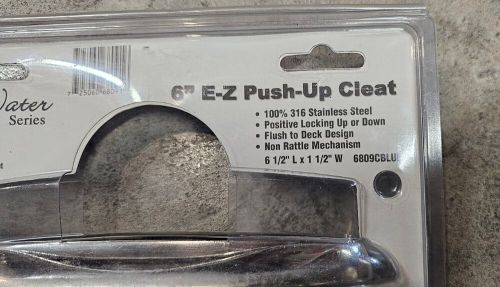 6" E-Z Push-Up Cleat
Water
Series
• 100% 316 Stainless Steel
• Positive Locking Up or Down
• Flush to Deck Design
• Non Rattle Mechanism
6 1/2" L x 1 1/2" W 6809CBLU